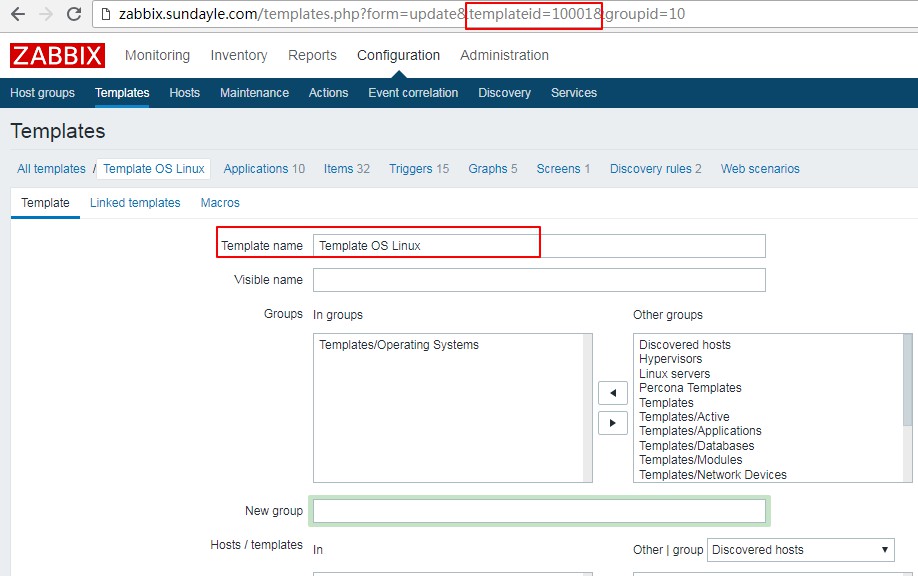 zabbix.sundayle.com/templates.php?form=update&templateid=10001&groupid=10
ZABBIX Monitoring Inventory Reports Configuration Administration
Host groups Templates Hosts Maintenance Actions Event correlation Discovery Services
Templates
All templates / Template OS Linux Applications 10 Items 32 Triggers 15 Graphs 5 Screens 1 Discovery rules 2 Web scenarios
Template Linked templates Macros
Template name Template OS Linux
Visible name
Groups In groups Other groups
Templates/Operating Systems Discovered hosts
Hypervisors
Linux servers
Percona Templates
Templates
Templates/Active
Templates/Applications
Templates/Databases
Templates/Modules
Templates/Network Devices
New group
Hosts / templates In Other | group Discovered hosts